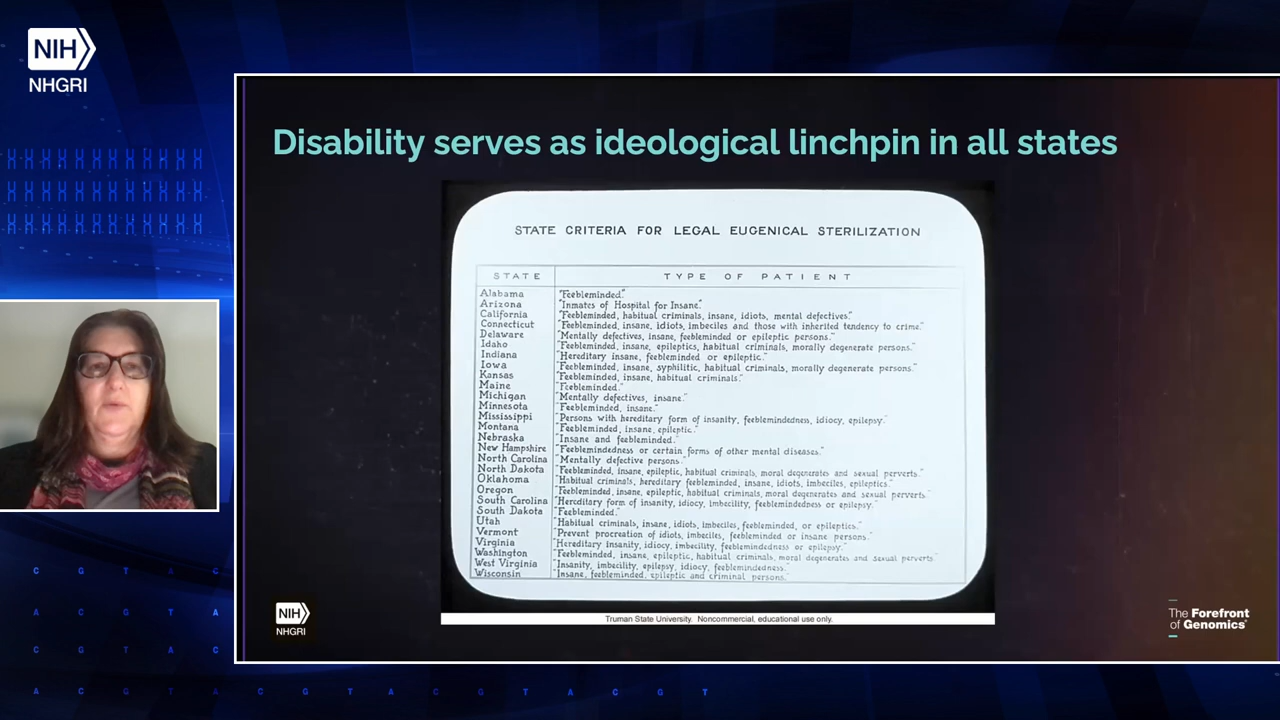 NIH
NHGRI
Disability serves as ideological linchpin in all states
STATE CRITERIA FOR LEGAL EUGENICAL STERILIZATION
STATE TYPE OF PATIENT
Alabama "Feebleminded."
Arizona "Inmates of Hospital for Insane."
California "Feebleminded, habitual criminals, insane, idiots, mental defectives."
Connecticut "Feebleminded, insane, idiots, imbeciles and those with inherited tendency to crime."
Delaware "Mentally defectives, insane, feebleminded or epileptic persons."
Idaho "Feebleminded, insane, epileptics, habitual criminals, morally degenerate persons."
Indiana "Hereditary insane, feebleminded or epileptic."
Iowa "Feebleminded, insane, syphilitic, habitual criminals, morally degenerate persons."
Kansas "Feebleminded, insane, habitual criminals."
Maine "Feebleminded."
Michigan "Mentally defectives, insane."
Minnesota "Feebleminded, insane."
Mississippi "Persons with hereditary form of insanity, feeblemindedness, idiocy, epilepsy."
Montana "Feebleminded, insane, epileptic."
Nebraska "Insane and feebleminded."
New Hampshire "Feeblemindedness or certain forms of other mental diseases."
North Carolina "Mentally defective persons."
North Dakota "Feebleminded, insane, epileptic, habitual criminals, moral degenerates and sexual perverts."
Oklahoma "Habitual criminals, hereditary feebleminded, insane, idiots, imbeciles, epileptics."
Oregon "Feebleminded, insane, epileptic, habitual criminals, moral degenerates and sexual perverts."
South Carolina "Hereditary form of insanity, idiocy, imbecility, feeblemindedness or epilepsy."
South Dakota "Feebleminded."
Utah "Habitual criminals, insane, idiots, imbeciles, feebleminded, or epileptics."
Vermont "Prevent procreation of idiots, imbeciles, feebleminded or insane persons."
Virginia "Hereditary insanity, idiocy, imbecility, feeblemindedness or epilepsy."
Washington "Feebleminded, insane, epileptic, habitual criminals, moral degenerates and sexual perverts."
West Virginia "Insanity, imbecility, epilepsy, idiocy, feeblemindedness."
Wisconsin "Insane, feebleminded, epileptic and criminal persons."
Truman State University. Noncommercial, educational use only.
NIH
NHGRI
The Forefront
of Genomics®
C G T A C
A C G T A
C G T A C
A C G T A C G T A C G T A C G T